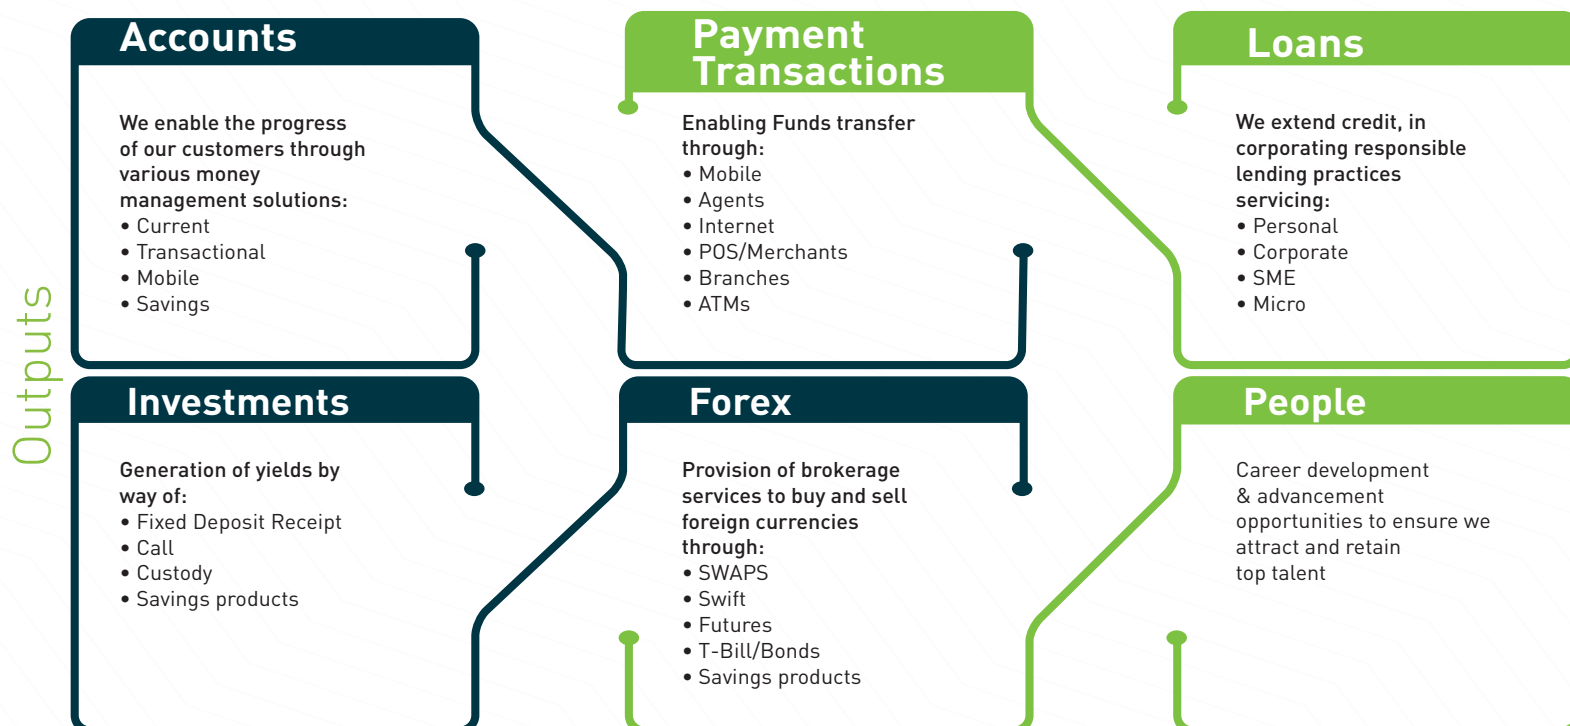 Outputs
Accounts
We enable the progress
of our customers through
various money
management solutions:
• Current
• Transactional
• Mobile
• Savings
Payment
Transactions
Enabling Funds transfer
through:
• Mobile
• Agents
• Internet
• POS/Merchants
• Branches
• ATMs
Loans
We extend credit, in
corporating responsible
lending practices
servicing:
• Personal
• Corporate
• SME
• Micro
Investments
Generation of yields by
way of:
• Fixed Deposit Receipt
• Call
• Custody
• Savings products
Forex
Provision of brokerage
services to buy and sell
foreign currencies
through:
• SWAPS
• Swift
• Futures
• T-Bill/Bonds
• Savings products
People
Career development
& advancement
opportunities to ensure we
attract and retain
top talent